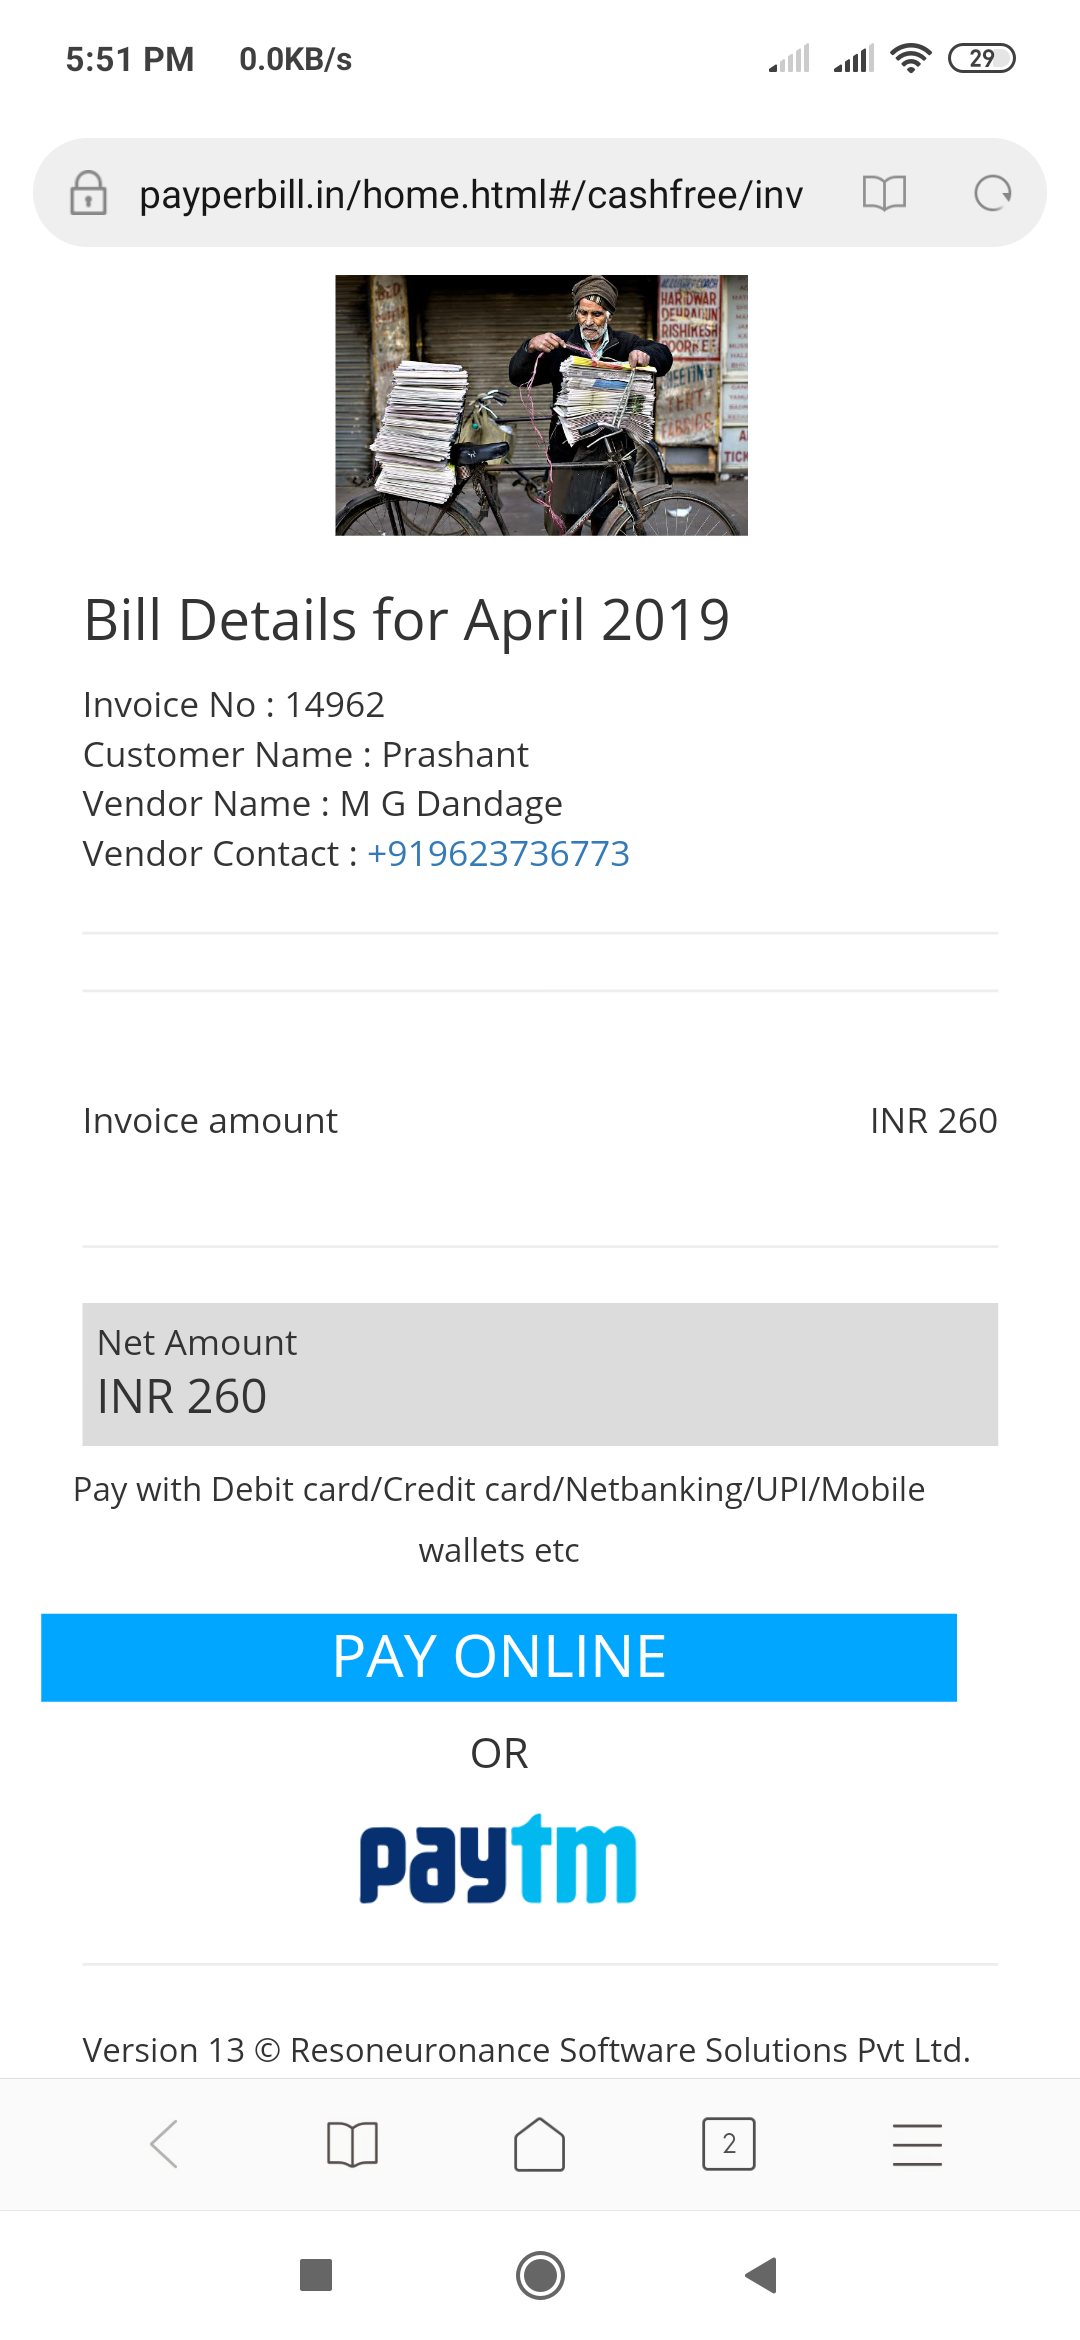 5:51 PM 0.0KB/s 29
payperbill.in/home.html#/cashfree/inv
HARIDWAR
DEHRADUN
RISHIKESH
Bill Details for April 2019
Invoice No : 14962
Customer Name : Prashant
Vendor Name : M G Dandage
Vendor Contact : +919623736773
Invoice amount INR 260
Net Amount
INR 260
Pay with Debit card/Credit card/Netbanking/UPI/Mobile
wallets etc
PAY ONLINE
OR
paytm
Version 13 © Resoneuronance Software Solutions Pvt Ltd.
2